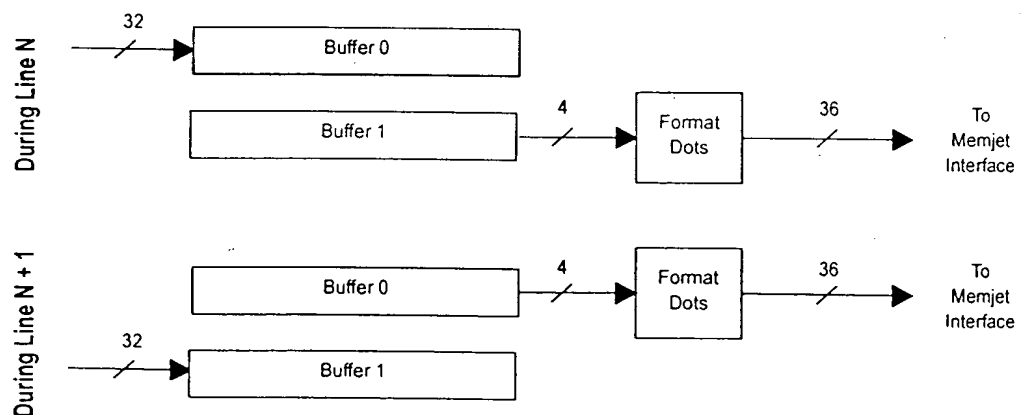 During Line N
32
Buffer 0
Buffer 1
4
Format
Dots
36
To
Memjet
Interface
During Line N + 1
Buffer 0
4
Format
Dots
36
To
Memjet
Interface
32
Buffer 1